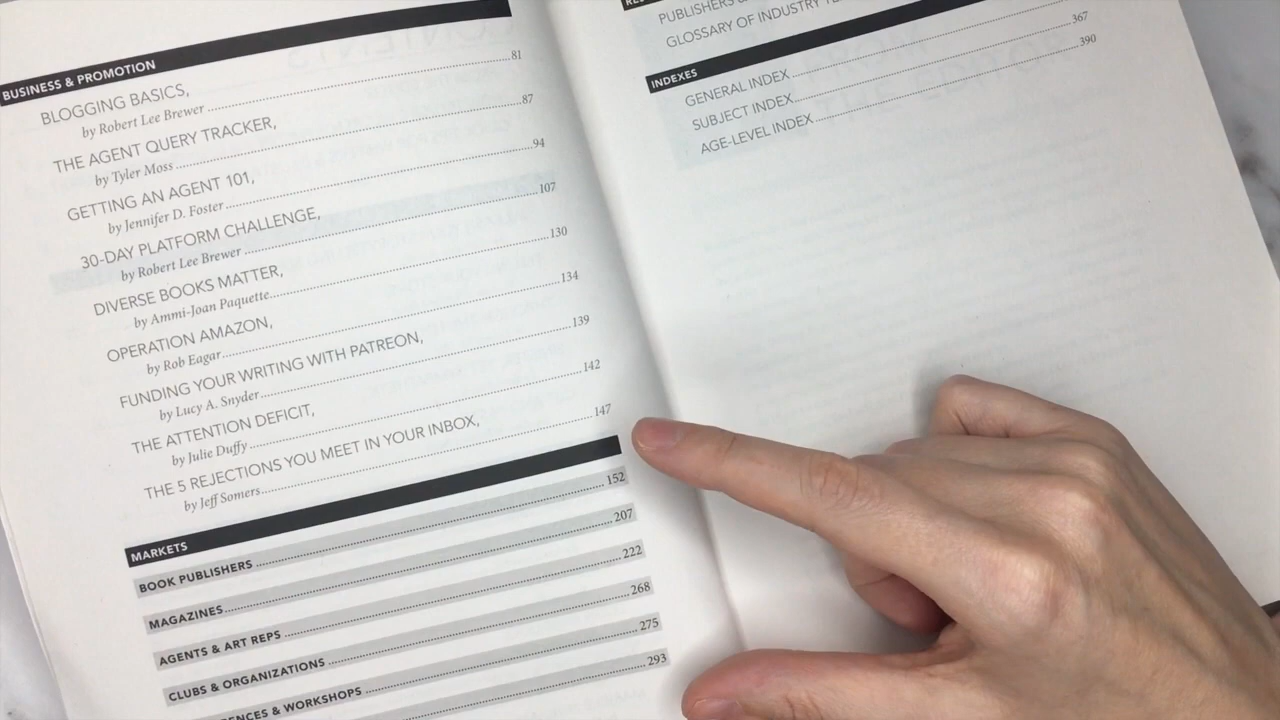 BUSINESS & PROMOTION
BLOGGING BASICS,
by Robert Lee Brewer ........ 81
THE AGENT QUERY TRACKER,
by Tyler Moss ........ 87
GETTING AN AGENT 101,
by Jennifer D. Foster ........ 94
30-DAY PLATFORM CHALLENGE,
by Robert Lee Brewer ........ 107
DIVERSE BOOKS MATTER,
by Ammi-Joan Paquette ........ 130
OPERATION AMAZON,
by Rob Eagar ........ 134
FUNDING YOUR WRITING WITH PATREON,
by Lucy A. Snyder ........ 139
THE ATTENTION DEFICIT,
by Julie Duffy ........ 142
THE 5 REJECTIONS YOU MEET IN YOUR INBOX,
by Jeff Somers ........ 147
MARKETS
BOOK PUBLISHERS ........ 152
MAGAZINES ........ 207
AGENTS & ART REPS ........ 222
CLUBS & ORGANIZATIONS ........ 268
& WORKSHOPS ........ 275
293
PUBLISHERS &
GLOSSARY OF INDUSTRY
INDEXES
GENERAL INDEX
SUBJECT INDEX ........ 367
AGE-LEVEL INDEX ........ 390